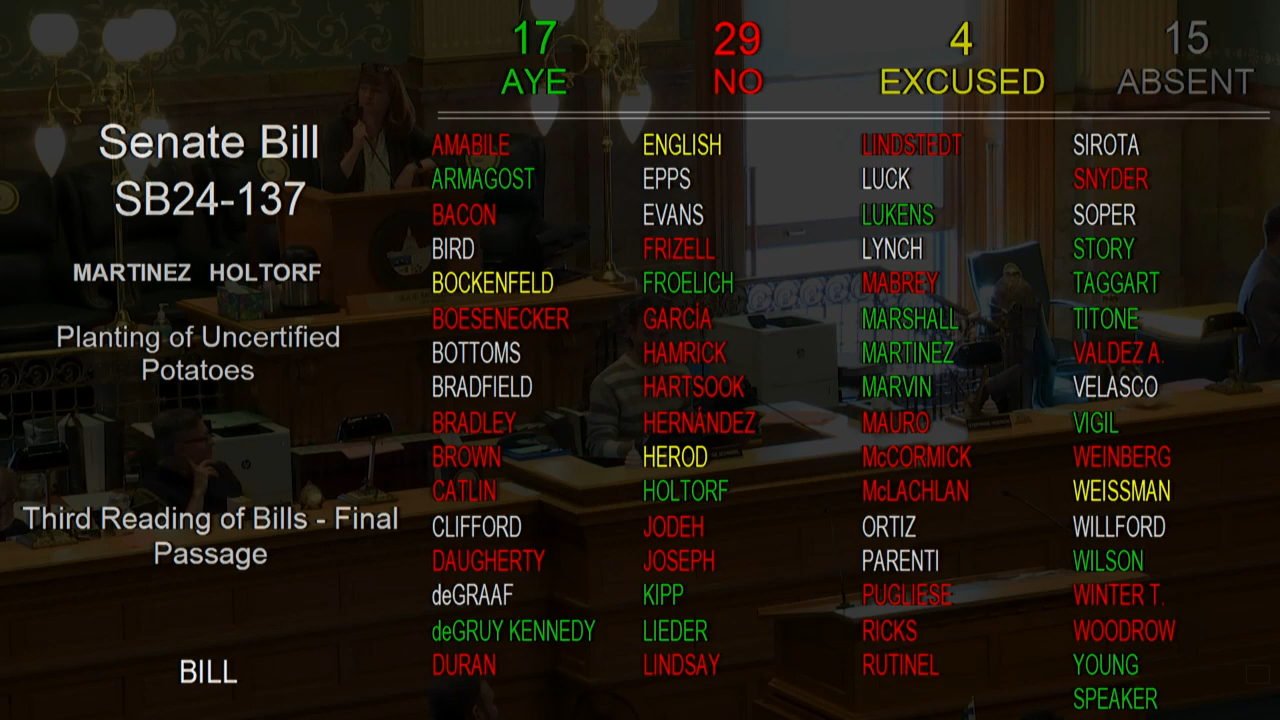 17
AYE
29
NO
4
EXCUSED
15
ABSENT
Senate Bill
SB24-137
MARTINEZ HOLTORF
Planting of Uncertified
Potatoes
Third Reading of Bills - Final
Passage
BILL
AMABILE
ARMAGOST
BACON
BIRD
BOCKENFELD
BOESENECKER
BOTTOMS
BRADFIELD
BRADLEY
BROWN
CATLIN
CLIFFORD
DAUGHERTY
deGRAAF
deGRUY KENNEDY
DURAN
ENGLISH
EPPS
EVANS
FRIZELL
FROELICH
GARCÍA
HAMRICK
HARTSOOK
HERNÁNDEZ
HEROD
HOLTORF
JODEH
JOSEPH
KIPP
LIEDER
LINDSAY
LINDSTEDT
LUCK
LUKENS
LYNCH
MABREY
MARSHALL
MARTINEZ
MARVIN
MAURO
McCORMICK
McLACHLAN
ORTIZ
PARENTI
PUGLIESE
RICKS
RUTINEL
SIROTA
SNYDER
SOPER
STORY
TAGGART
TITONE
VALDEZ A.
VELASCO
VIGIL
WEINBERG
WEISSMAN
WILLFORD
WILSON
WINTER T.
WOODROW
YOUNG
SPEAKER